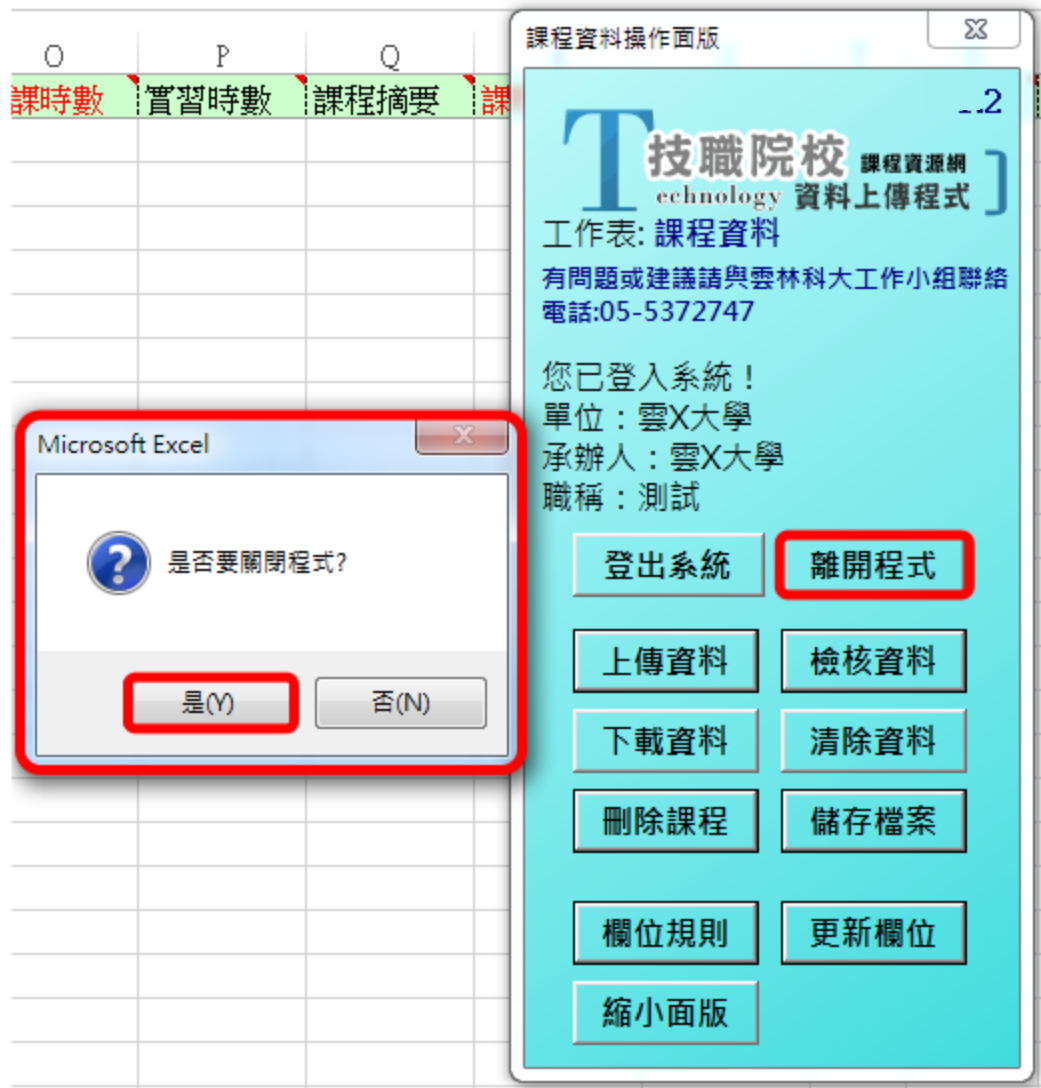 O P Q
課時數 實習時數 課程摘要 課
課程資料操作面版
.2
技職院校 課程資源網
Technology 資料上傳程式
工作表: 課程資料
有問題或建議請與雲林科大工作小組聯絡
電話:05-5372747
您已登入系統！
單位：雲X大學
承辦人：雲X大學
職稱：測試
登出系統 離開程式
上傳資料 檢核資料
下載資料 清除資料
刪除課程 儲存檔案
欄位規則 更新欄位
縮小面版
Microsoft Excel
是否要關閉程式?
是(Y) 否(N)